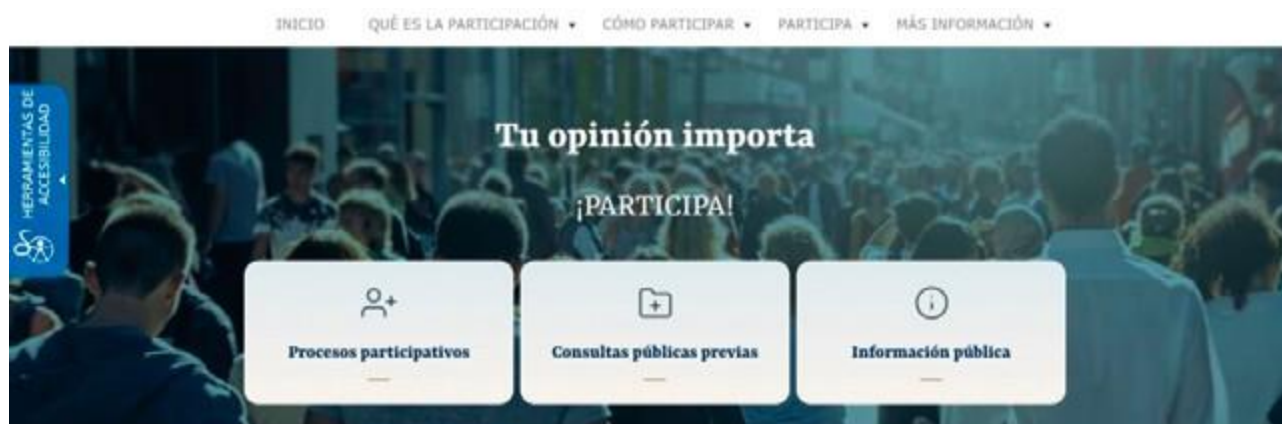 INICIO QUÉ ES LA PARTICIPACIÓN CÓMO PARTICIPAR PARTICIPA MÁS INFORMACIÓN
HERRAMIENTAS DE
ACCESIBILIDAD
Tu opinión importa
¡PARTICIPA!
Procesos participativos
Consultas públicas previas
Información pública